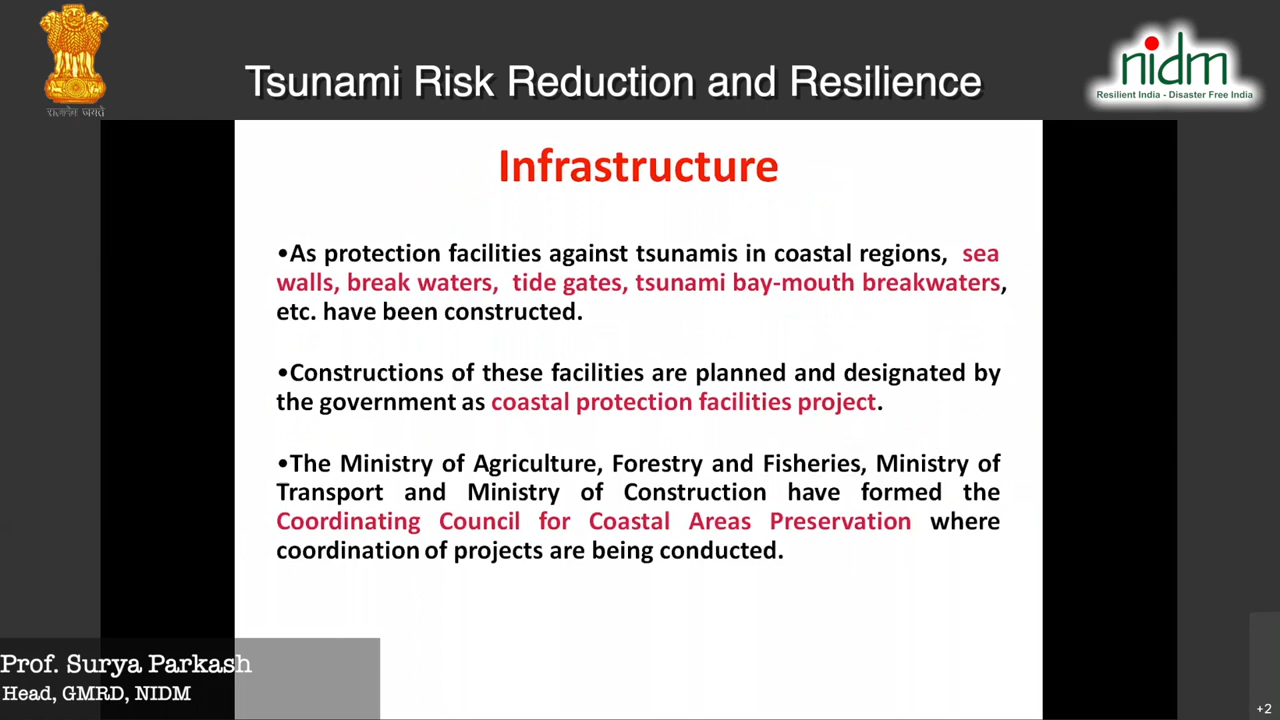 सत्यमेव जयते
Tsunami Risk Reduction and Resilience
nidm
Resilient India - Disaster Free India
Infrastructure
•As protection facilities against tsunamis in coastal regions, sea
walls, break waters, tide gates, tsunami bay-mouth breakwaters,
etc. have been constructed.
•Constructions of these facilities are planned and designated by
the government as coastal protection facilities project.
•The Ministry of Agriculture, Forestry and Fisheries, Ministry of
Transport and Ministry of Construction have formed the
Coordinating Council for Coastal Areas Preservation where
coordination of projects are being conducted.
Prof. Surya Parkash
Head, GMRD, NIDM
+2